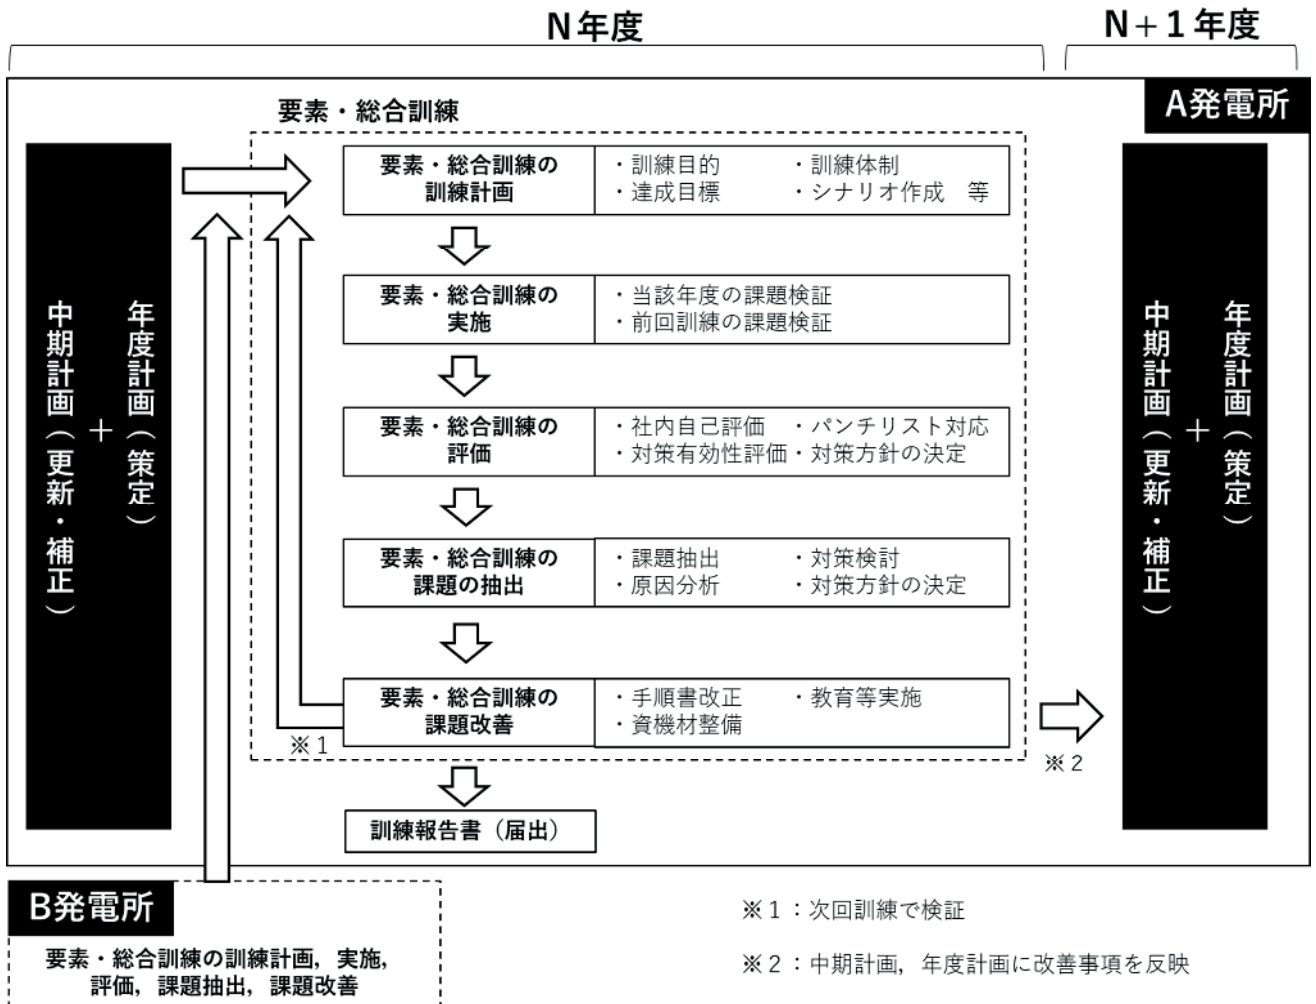 N年度
N+1年度
A発電所
要素・総合訓練
中期計画(更新・補正)
+
年度計画(策定)
要素・総合訓練の
訓練計画
・訓練目的 ・訓練体制
・達成目標 ・シナリオ作成 等
要素・総合訓練の
実施
・当該年度の課題検証
・前回訓練の課題検証
要素・総合訓練の
評価
・社内自己評価 ・パンチリスト対応
・対策有効性評価・対策方針の決定
要素・総合訓練の
課題の抽出
・課題抽出 ・対策検討
・原因分析 ・対策方針の決定
要素・総合訓練の
課題改善
・手順書改正 ・教育等実施
・資機材整備
※1
※2
訓練報告書(届出)
中期計画(更新・補正)
+
年度計画(策定)
B発電所
要素・総合訓練の訓練計画, 実施,
評価, 課題抽出, 課題改善
※1:次回訓練で検証
※2:中期計画, 年度計画に改善事項を反映